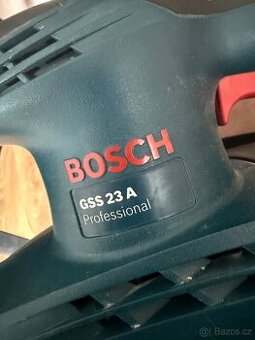 BOSCH
GSS 23 A
Professional
Bazos.cz